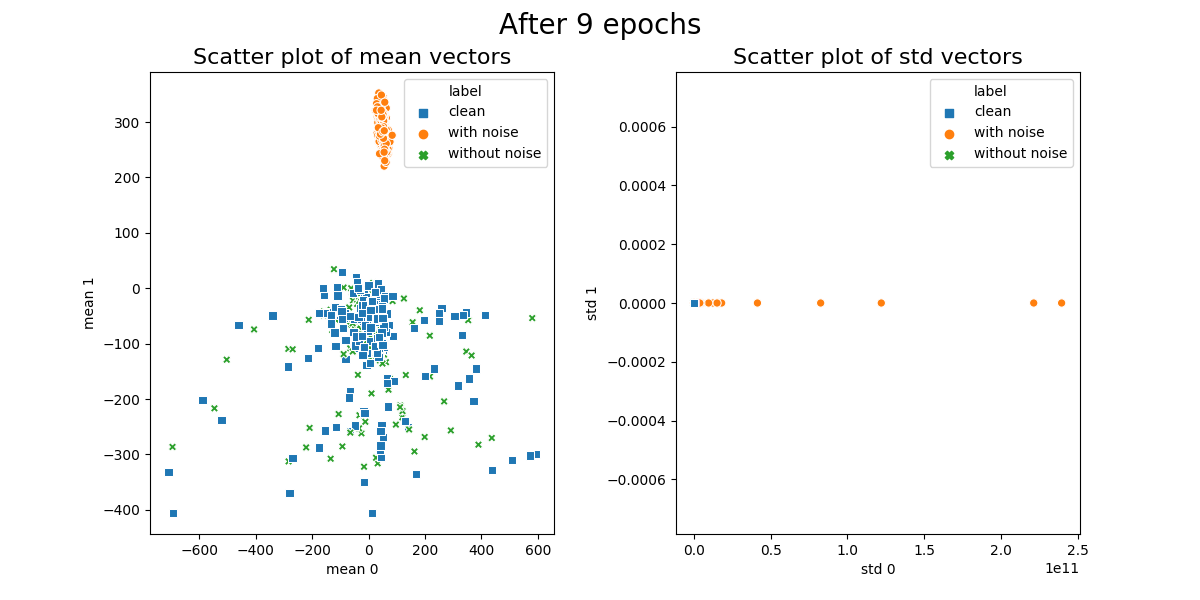 After 9 epochs
Scatter plot of mean vectors
label
clean
with noise
without noise
300
200
100
0
−100
−200
−300
−400
mean 1
−600
−400
−200
0
200
400
600
mean 0
Scatter plot of std vectors
label
clean
with noise
without noise
0.0006
0.0004
0.0002
0.0000
−0.0002
−0.0004
−0.0006
std 1
0.0
0.5
1.0
1.5
2.0
2.5
1e11
std 0